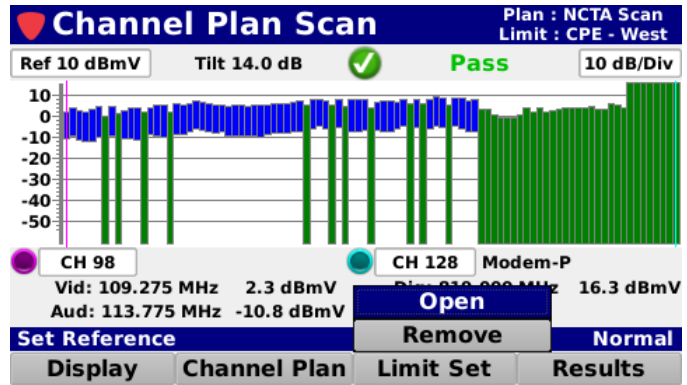 Channel Plan Scan
Plan : NCTA Scan
Limit : CPE - West
Ref 10 dBmV
Tilt 14.0 dB
Pass
10 dB/Div
10
0
-10
-20
-30
-40
-50
CH 98
CH 128 Modem-P
Vid: 109.275 MHz 2.3 dBmV
16.3 dBmV
Aud: 113.775 MHz -10.8 dBmV
Open
Remove
Set Reference
Normal
Display
Channel Plan
Limit Set
Results